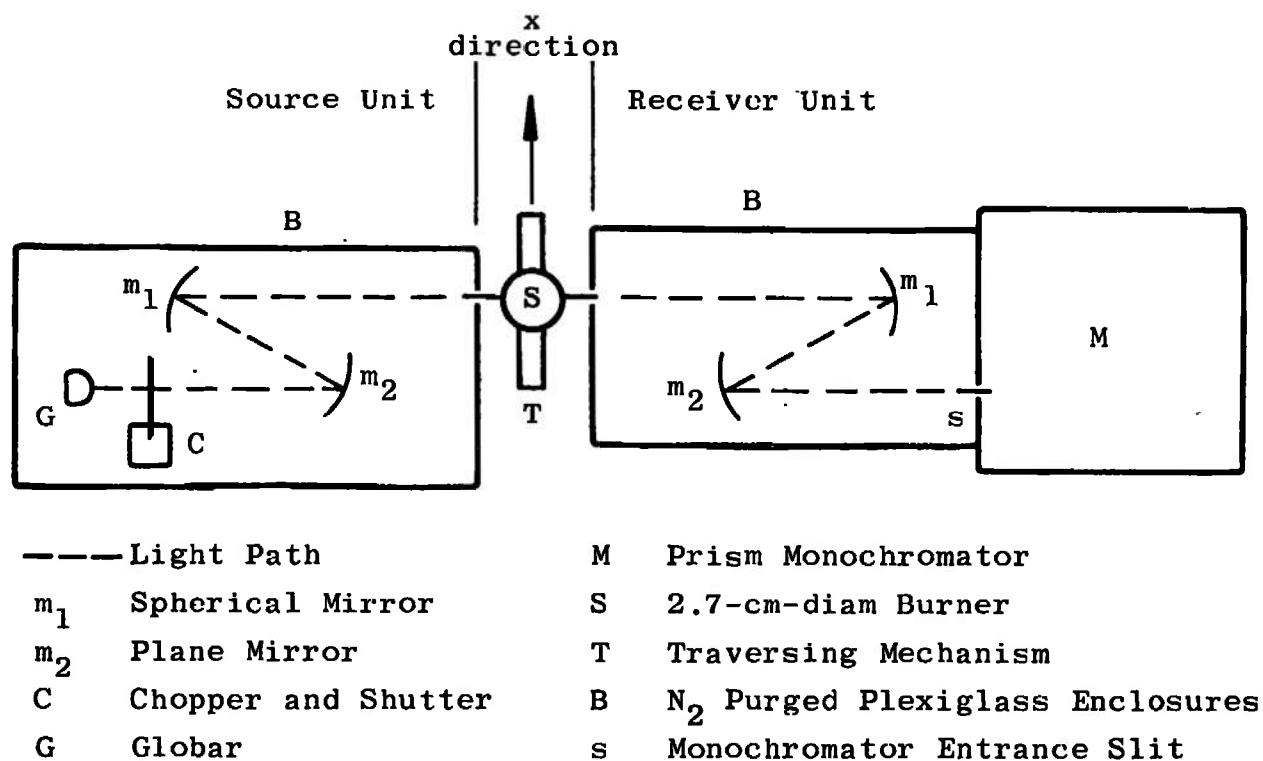 x
direction
Source Unit
Receiver Unit
B
B
m1
m1
S
M
m2
m2
G
C
T
s
Light Path
m1 Spherical Mirror
m2 Plane Mirror
C Chopper and Shutter
G Globar
M Prism Monochromator
S 2.7-cm-diam Burner
T Traversing Mechanism
B N2 Purged Plexiglass Enclosures
s Monochromator Entrance Slit